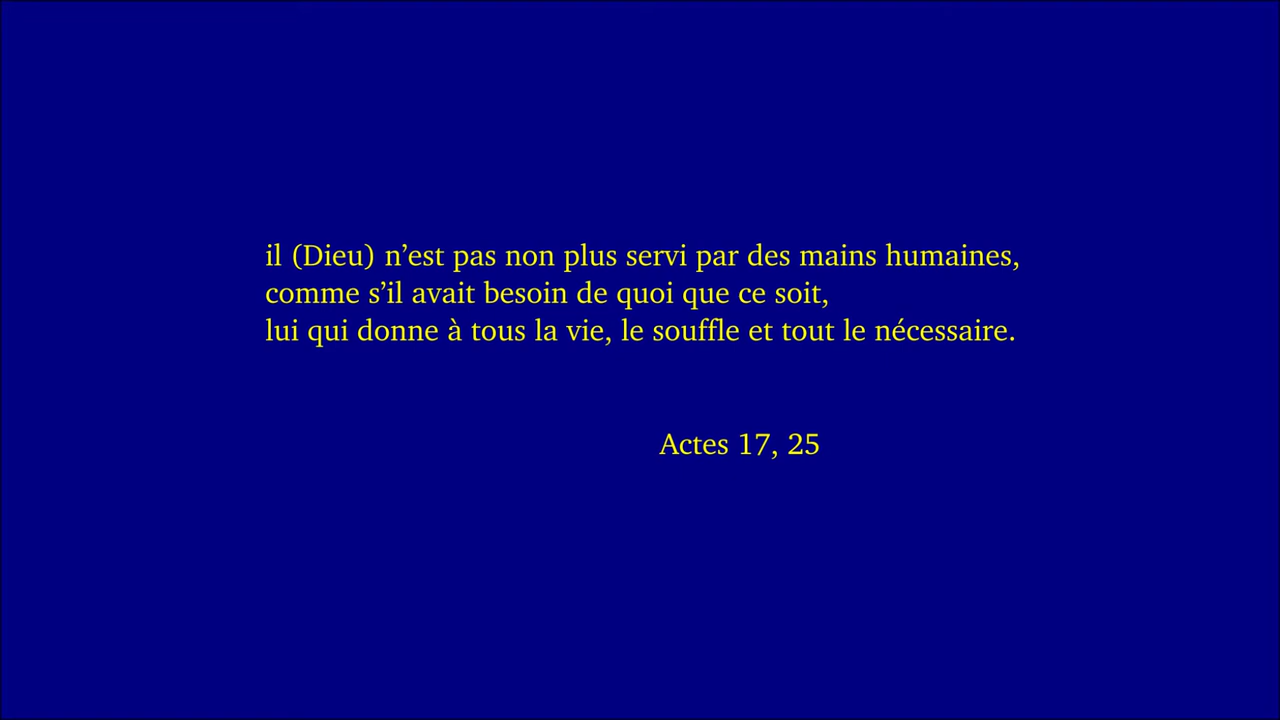 il (Dieu) n’est pas non plus servi par des mains humaines,
comme s’il avait besoin de quoi que ce soit,
lui qui donne à tous la vie, le souffle et tout le nécessaire.
Actes 17, 25